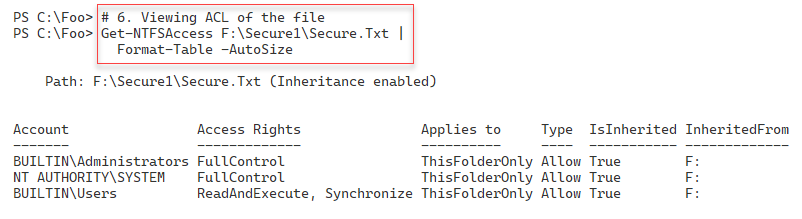 PS C:\Foo> # 6. Viewing ACL of the file
PS C:\Foo> Get-NTFSAccess F:\Secure1\Secure.Txt |
Format-Table -AutoSize
Path: F:\Secure1\Secure.Txt (Inheritance enabled)
Account Access Rights Applies to Type IsInherited InheritedFrom
------- ------------- ---------- ---- ----------- -------------
BUILTIN\Administrators FullControl ThisFolderOnly Allow True F:
NT AUTHORITY\SYSTEM FullControl ThisFolderOnly Allow True F:
BUILTIN\Users ReadAndExecute, Synchronize ThisFolderOnly Allow True F: